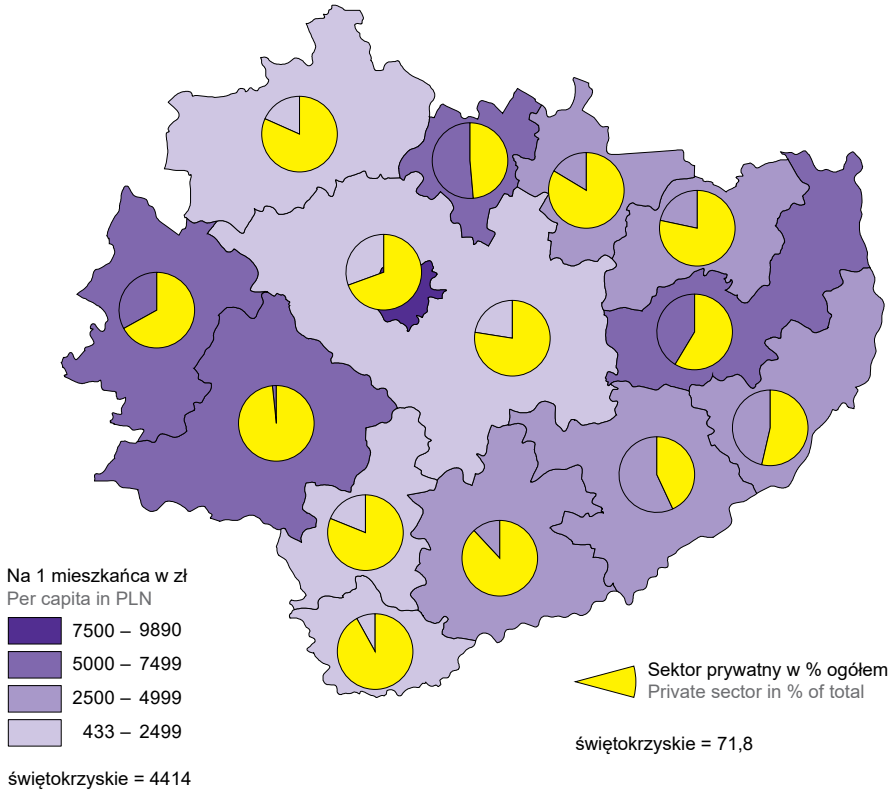 Na 1 mieszkańca w zł
Per capita in PLN
7500 – 9890
5000 – 7499
2500 – 4999
433 – 2499
świętokrzyskie = 4414
Sektor prywatny w % ogółem
Private sector in % of total
świętokrzyskie = 71,8